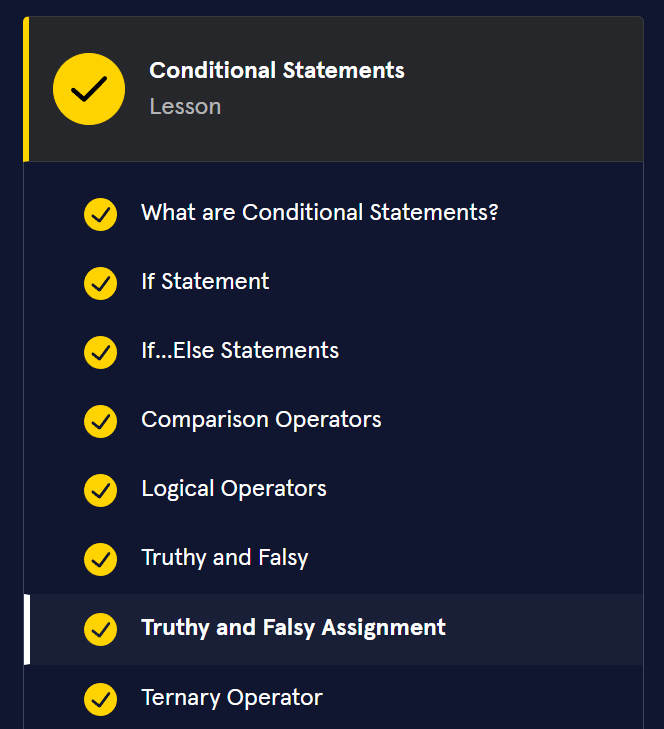 Conditional Statements
Lesson
What are Conditional Statements?
If Statement
If...Else Statements
Comparison Operators
Logical Operators
Truthy and Falsy
Truthy and Falsy Assignment
Ternary Operator